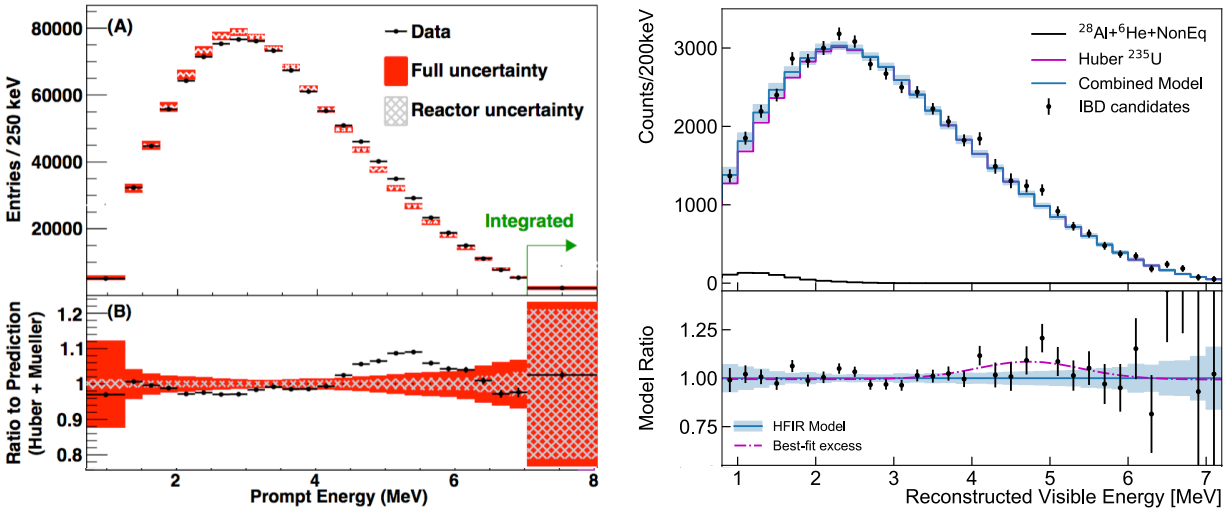 (A)
Data
Full uncertainty
Reactor uncertainty
Integrated
Entries / 250 keV
80000
60000
40000
20000
(B)
Ratio to Prediction
(Huber + Mueller)
1.2
1.1
1
0.9
0.8
2
4
6
8
Prompt Energy (MeV)
²⁸Al+⁶He+NonEq
Huber ²³⁵U
Combined Model
IBD candidates
Counts/200keV
3000
2000
1000
0
Model Ratio
1.25
1.00
0.75
HFIR Model
Best-fit excess
1
2
3
4
5
6
7
Reconstructed Visible Energy [MeV]